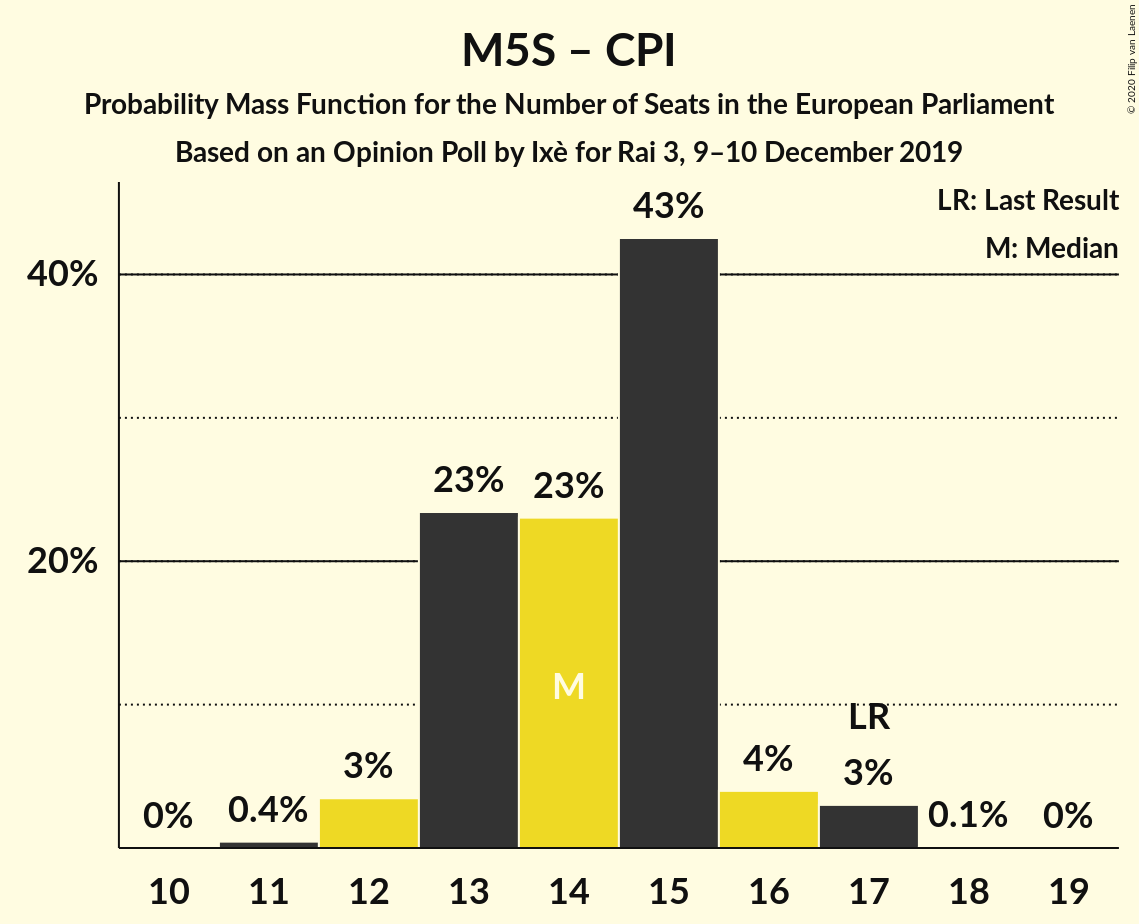 M5S – CPI
Probability Mass Function for the Number of Seats in the European Parliament
Based on an Opinion Poll by Ixè for Rai 3, 9–10 December 2019
© 2020 Filip van Laenen
LR: Last Result
M: Median
40%
20%
0%
0.4%
3%
23%
23%
43%
4%
3%
0.1%
0%
M
LR
10 11 12 13 14 15 16 17 18 19